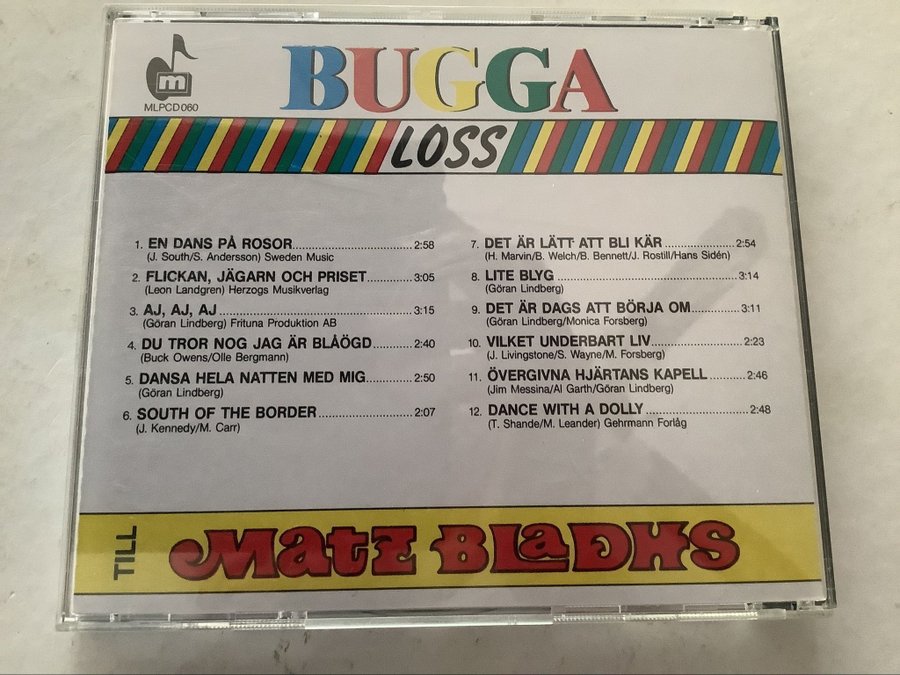 m
MLPCD 060
BUGGA
LOSS
1. EN DANS PÅ ROSOR 2:58
(J. South/S. Andersson) Sweden Music
2. FLICKAN, JÄGARN OCH PRISET 3:05
(Leon Landgren) Herzogs Musikverlag
3. AJ, AJ, AJ 3:15
(Göran Lindberg) Frituna Produktion AB
4. DU TROR NOG JAG ÄR BLÅÖGD 2:40
(Buck Owens/Olle Bergmann)
5. DANSA HELA NATTEN MED MIG 2:50
(Göran Lindberg)
6. SOUTH OF THE BORDER 2:07
(J. Kennedy/M. Carr)
7. DET ÄR LÄTT ATT BLI KÄR 2:54
(H. Marvin/B. Welch/B. Bennett/J. Rostill/Hans Sidén)
8. LITE BLYG 3:14
(Göran Lindberg)
9. DET ÄR DAGS ATT BÖRJA OM 3:11
(Göran Lindberg/Monica Forsberg)
10. VILKET UNDERBART LIV 2:23
(J. Livingstone/S. Wayne/M. Forsberg)
11. ÖVERGIVNA HJÄRTANS KAPELL 2:46
(Jim Messina/Al Garth/Göran Lindberg)
12. DANCE WITH A DOLLY 2:48
(T. Shande/M. Leander) Gehrmann Forlåg
TILL
MATZ BLADHS